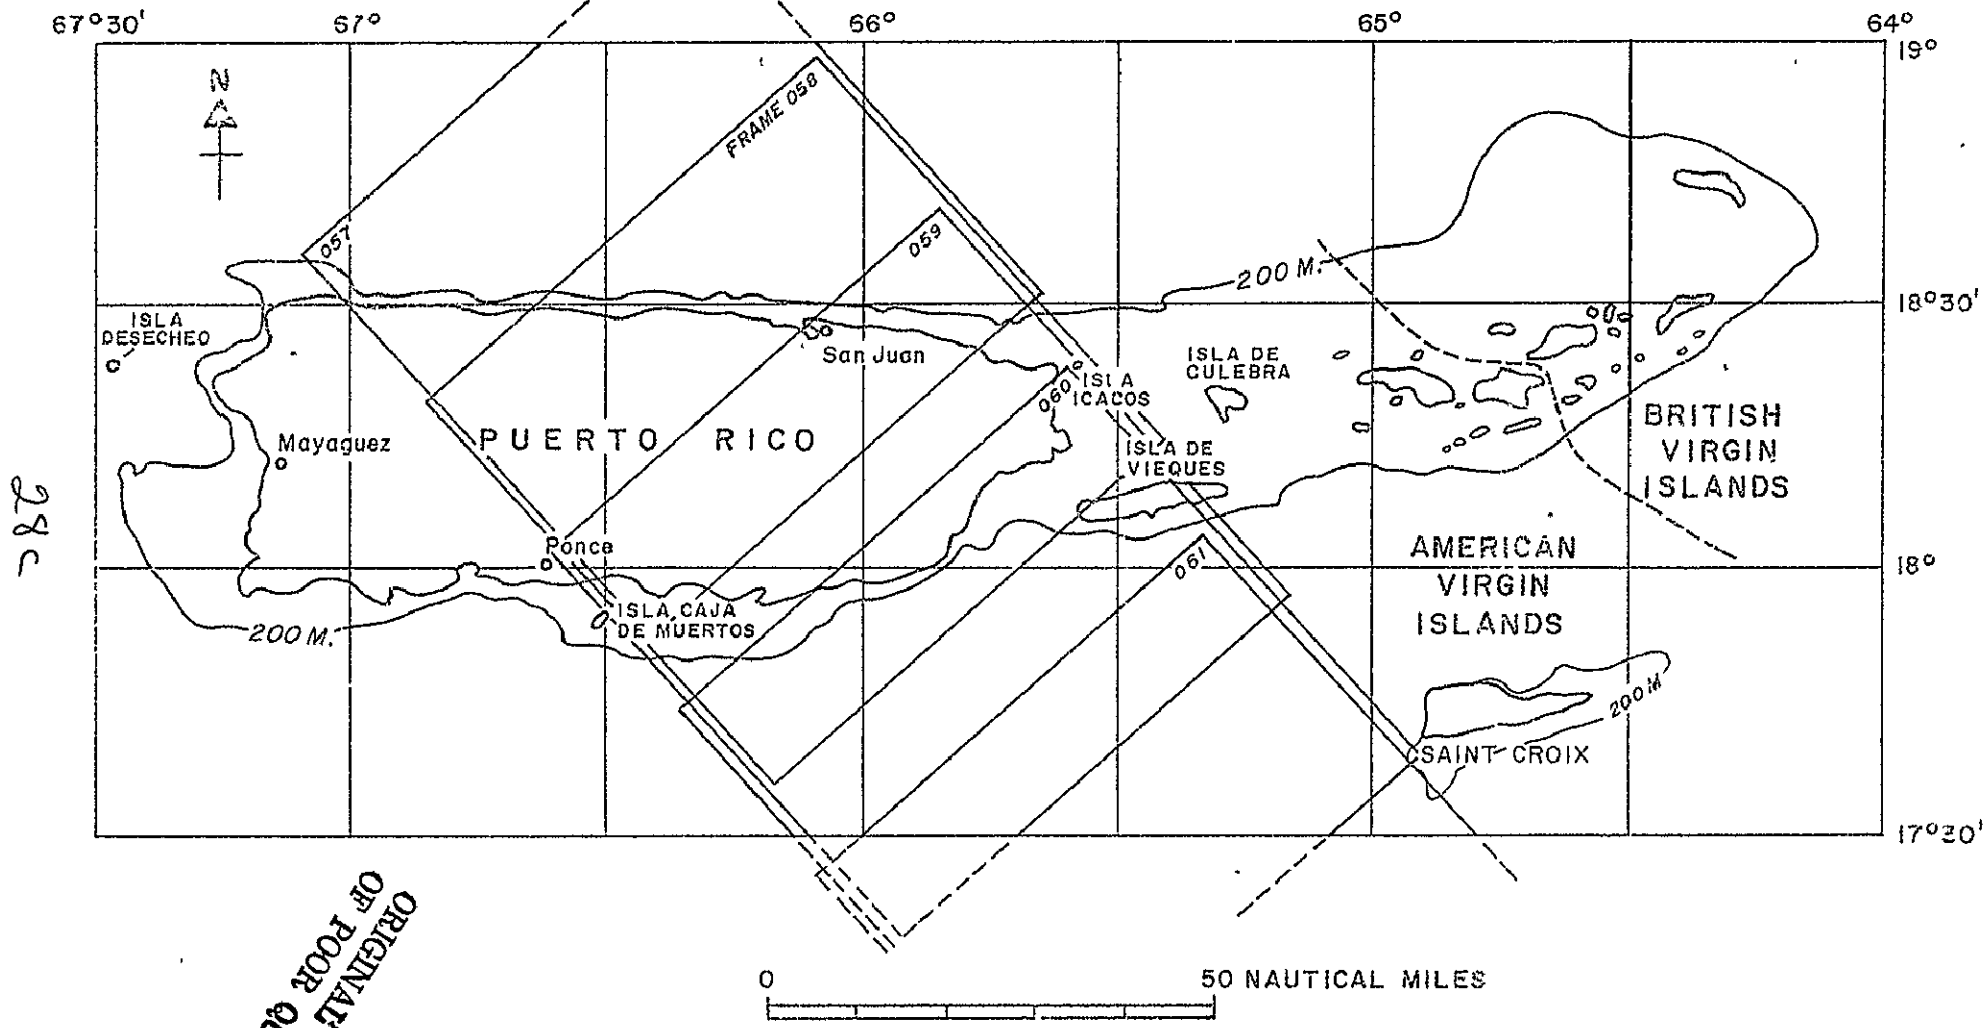 67°30' 67° 66° 65° 64°
19°
N
FRAME 058
057
059
200 M.
18°30'
ISLA
DESECHEO
San Juan
ISLA DE
CULEBRA
ISLA
ICACOS
060
Mayaguez
PUERTO RICO
BRITISH
VIRGIN
ISLANDS
ISLA DE
VIEQUES
28c
Ponce
061
AMERICAN
VIRGIN
ISLANDS
18°
ISLA CAJA
DE MUERTOS
200 M.
200 M
SAINT CROIX
17°30'
ORIGINAL
OF POOR
0 50 NAUTICAL MILES